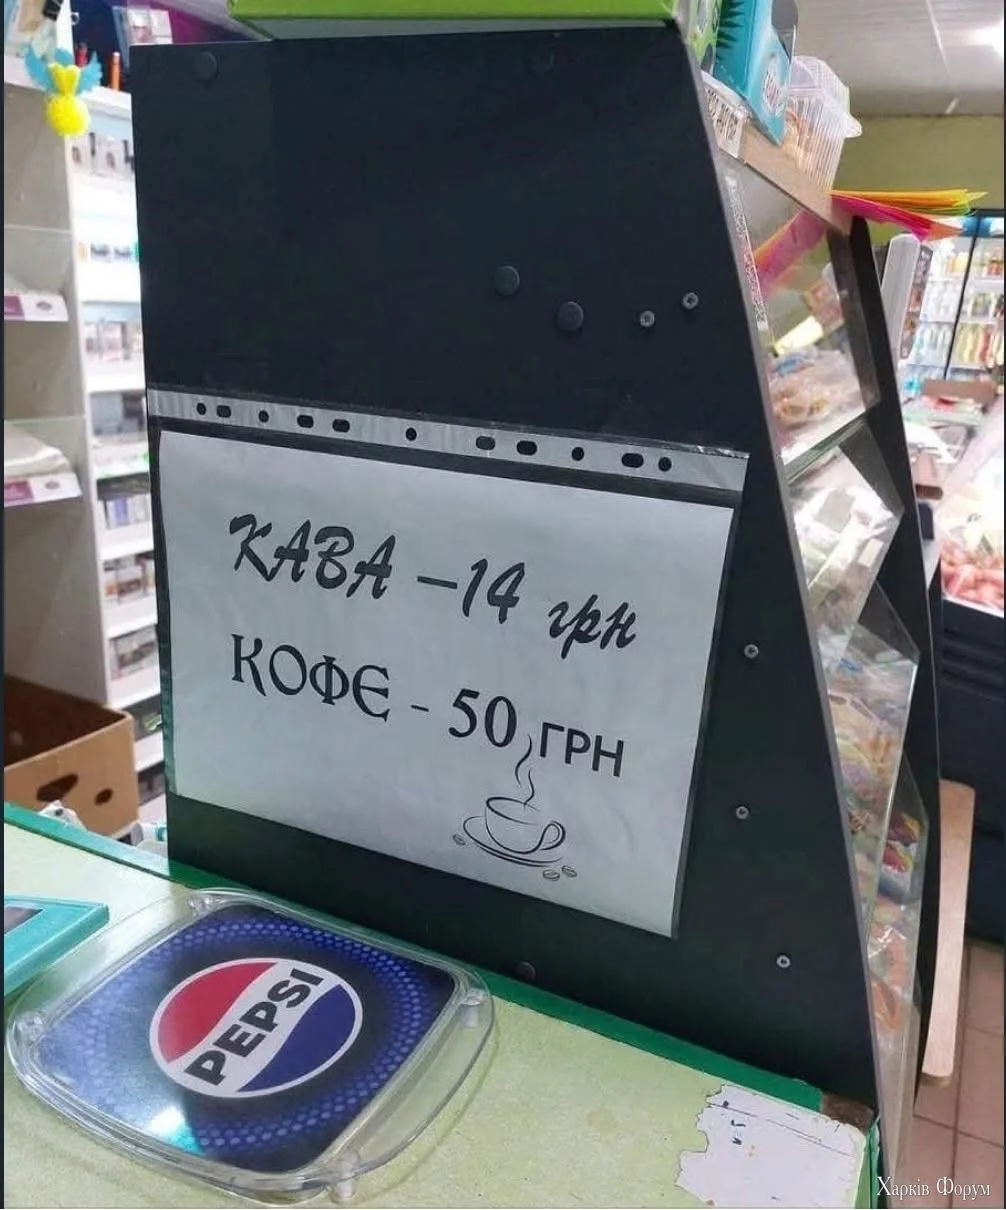 КАВА – 14 грн
КОФЕ - 50 ГРН
PEPSI
Харків Форум